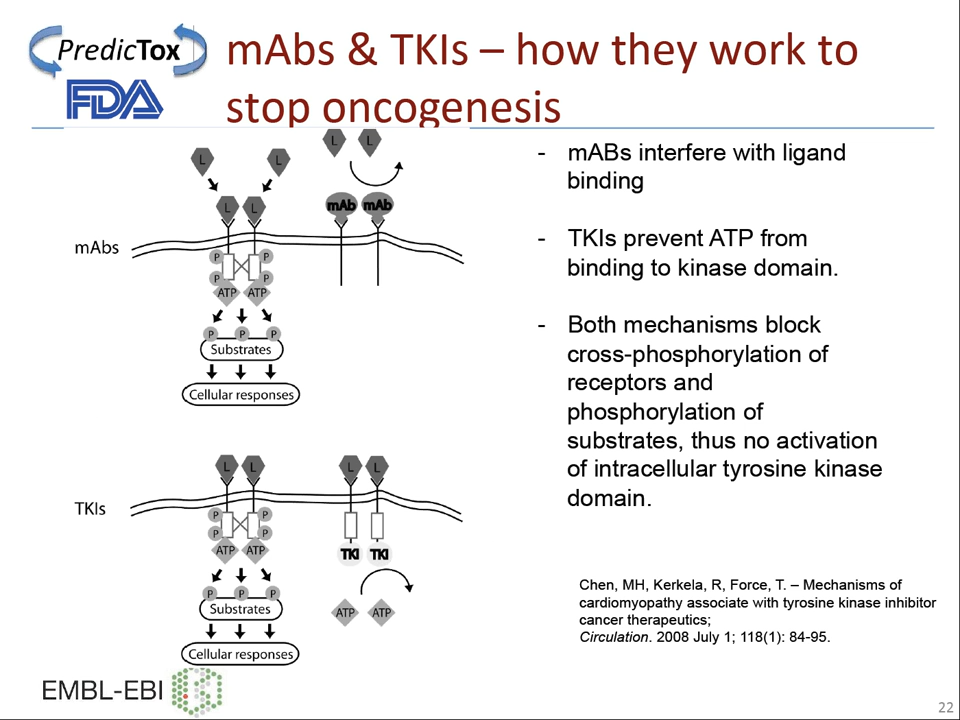 PredicTox
FDA
mAbs & TKIs – how they work to
stop oncogenesis
L L
L L
L L
mAb mAb
mAbs
P P
P P
ATP ATP
P P P
Substrates
Cellular responses
L L L L
TKIs
P P
P P
ATP ATP
TKI TKI
P P P
Substrates
ATP ATP
Cellular responses
- mABs interfere with ligand
binding
- TKIs prevent ATP from
binding to kinase domain.
- Both mechanisms block
cross-phosphorylation of
receptors and
phosphorylation of
substrates, thus no activation
of intracellular tyrosine kinase
domain.
Chen, MH, Kerkela, R, Force, T. – Mechanisms of
cardiomyopathy associate with tyrosine kinase inhibitor
cancer therapeutics;
Circulation. 2008 July 1; 118(1): 84-95.
EMBL-EBI
22